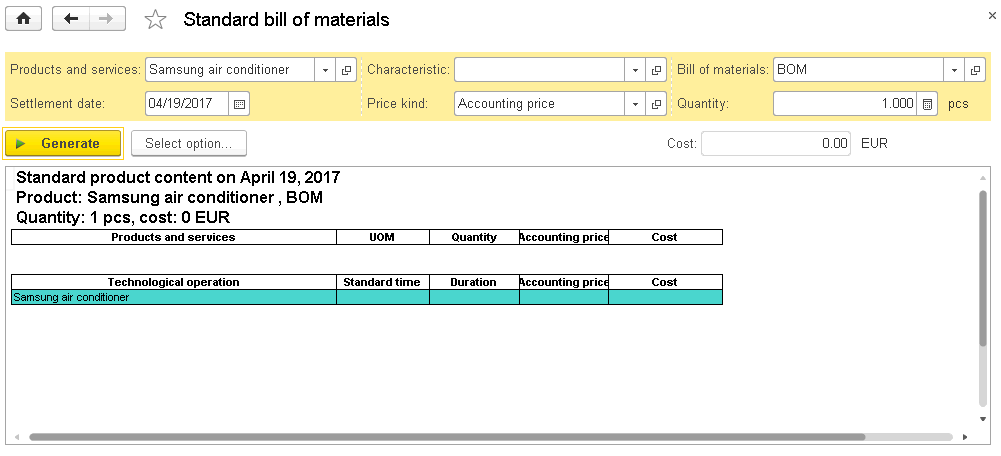 Standard bill of materials
Products and services: Samsung air conditioner Characteristic: Bill of materials: BOM
Settlement date: 04/19/2017 Price kind: Accounting price Quantity: 1.000 pcs
Generate Select option... Cost: 0.00 EUR
Standard product content on April 19, 2017
Product: Samsung air conditioner , BOM
Quantity: 1 pcs, cost: 0 EUR
Products and services UOM Quantity Accounting price Cost
Technological operation Standard time Duration Accounting price Cost
Samsung air conditioner